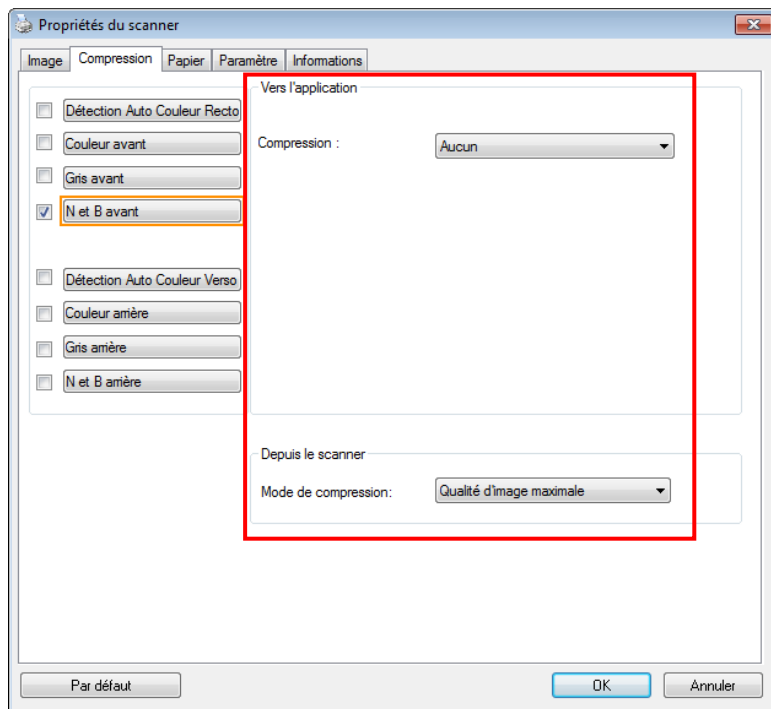 Propriétés du scanner
Image Compression Papier Paramètre Informations
Vers l'application
Détection Auto Couleur Recto
Couleur avant
Compression :
Aucun
Gris avant
N et B avant
Détection Auto Couleur Verso
Couleur arrière
Gris arrière
N et B arrière
Depuis le scanner
Mode de compression:
Qualité d'image maximale
Par défaut
OK
Annuler